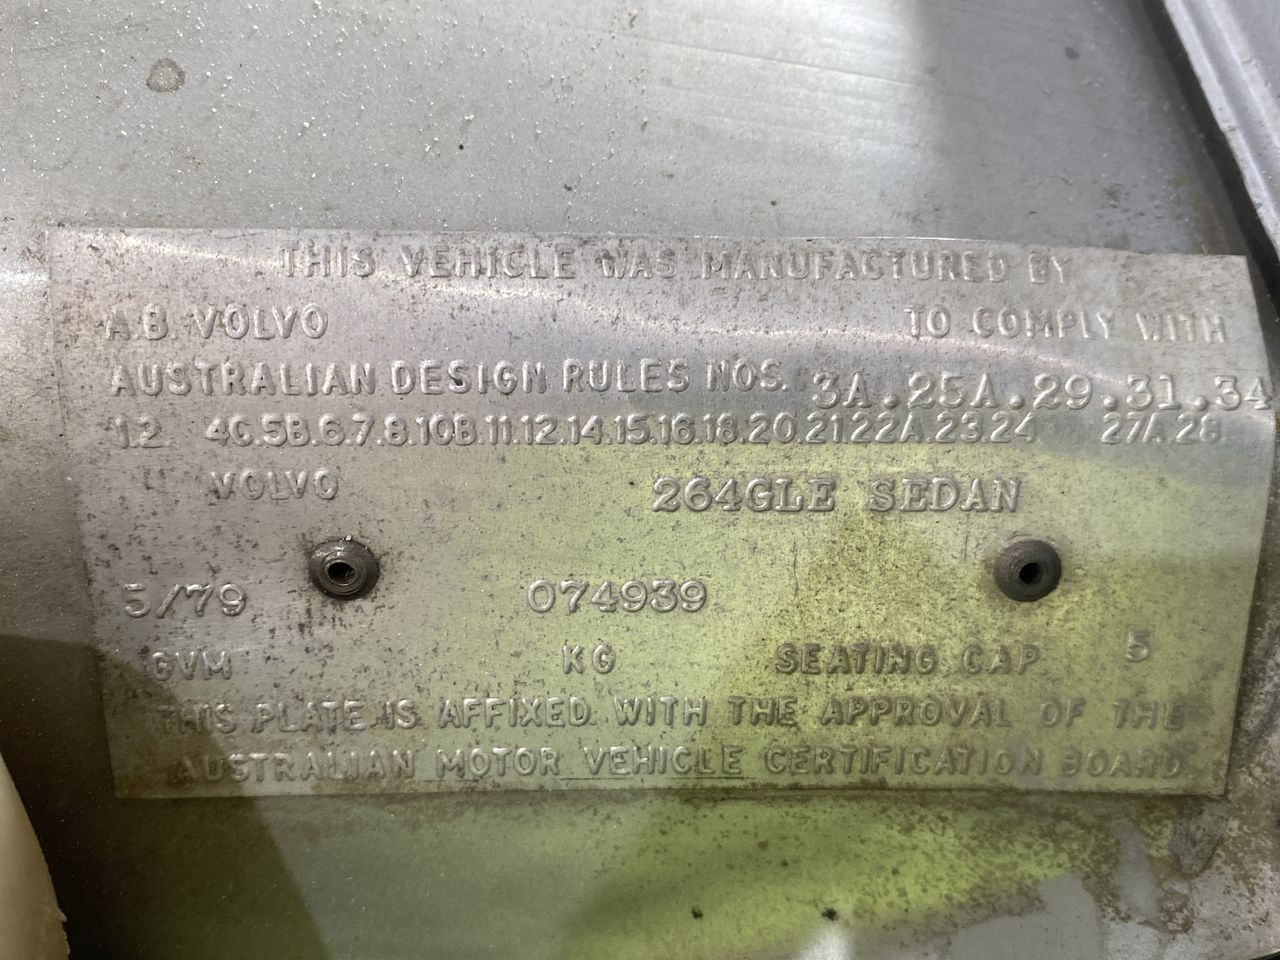 THIS VEHICLE WAS MANUFACTURED BY
A.B. VOLVO TO COMPLY WITH
AUSTRALIAN DESIGN RULES NOS. 3A.25A.29.31.34
1.2 4C.5B.6.7.8.10B.11.12.14.15.16.18.20.21.22A.23.24 27A.28
VOLVO 264GLE SEDAN
5/79 074939
GVM KG SEATING CAP 5
THIS PLATE IS AFFIXED WITH THE APPROVAL OF THE
AUSTRALIAN MOTOR VEHICLE CERTIFICATION BOARD